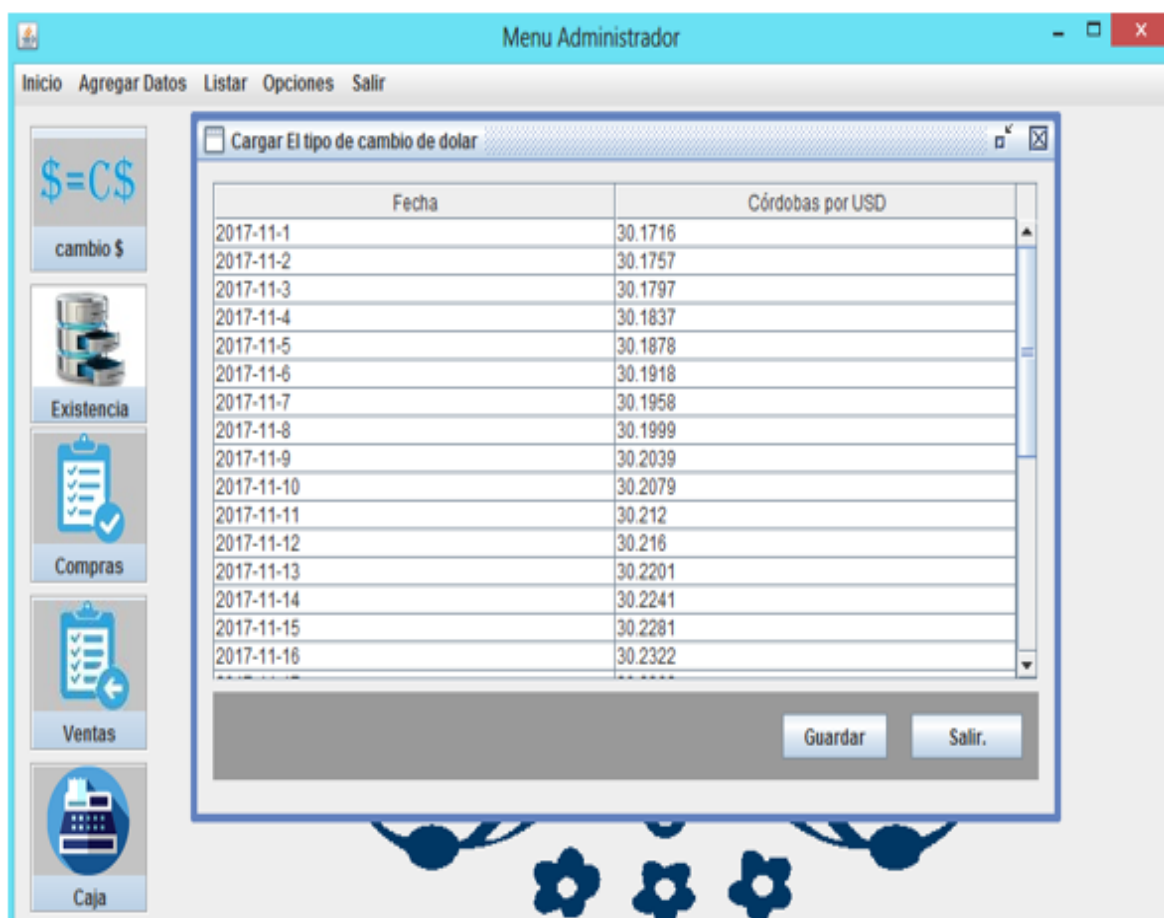 Menu Administrador
Inicio Agregar Datos Listar Opciones Salir
$=C$
cambio $
Existencia
Compras
Ventas
Caja
Cargar El tipo de cambio de dolar
Fecha Córdobas por USD
2017-11-1 30.1716
2017-11-2 30.1757
2017-11-3 30.1797
2017-11-4 30.1837
2017-11-5 30.1878
2017-11-6 30.1918
2017-11-7 30.1958
2017-11-8 30.1999
2017-11-9 30.2039
2017-11-10 30.2079
2017-11-11 30.212
2017-11-12 30.216
2017-11-13 30.2201
2017-11-14 30.2241
2017-11-15 30.2281
2017-11-16 30.2322
Guardar Salir.